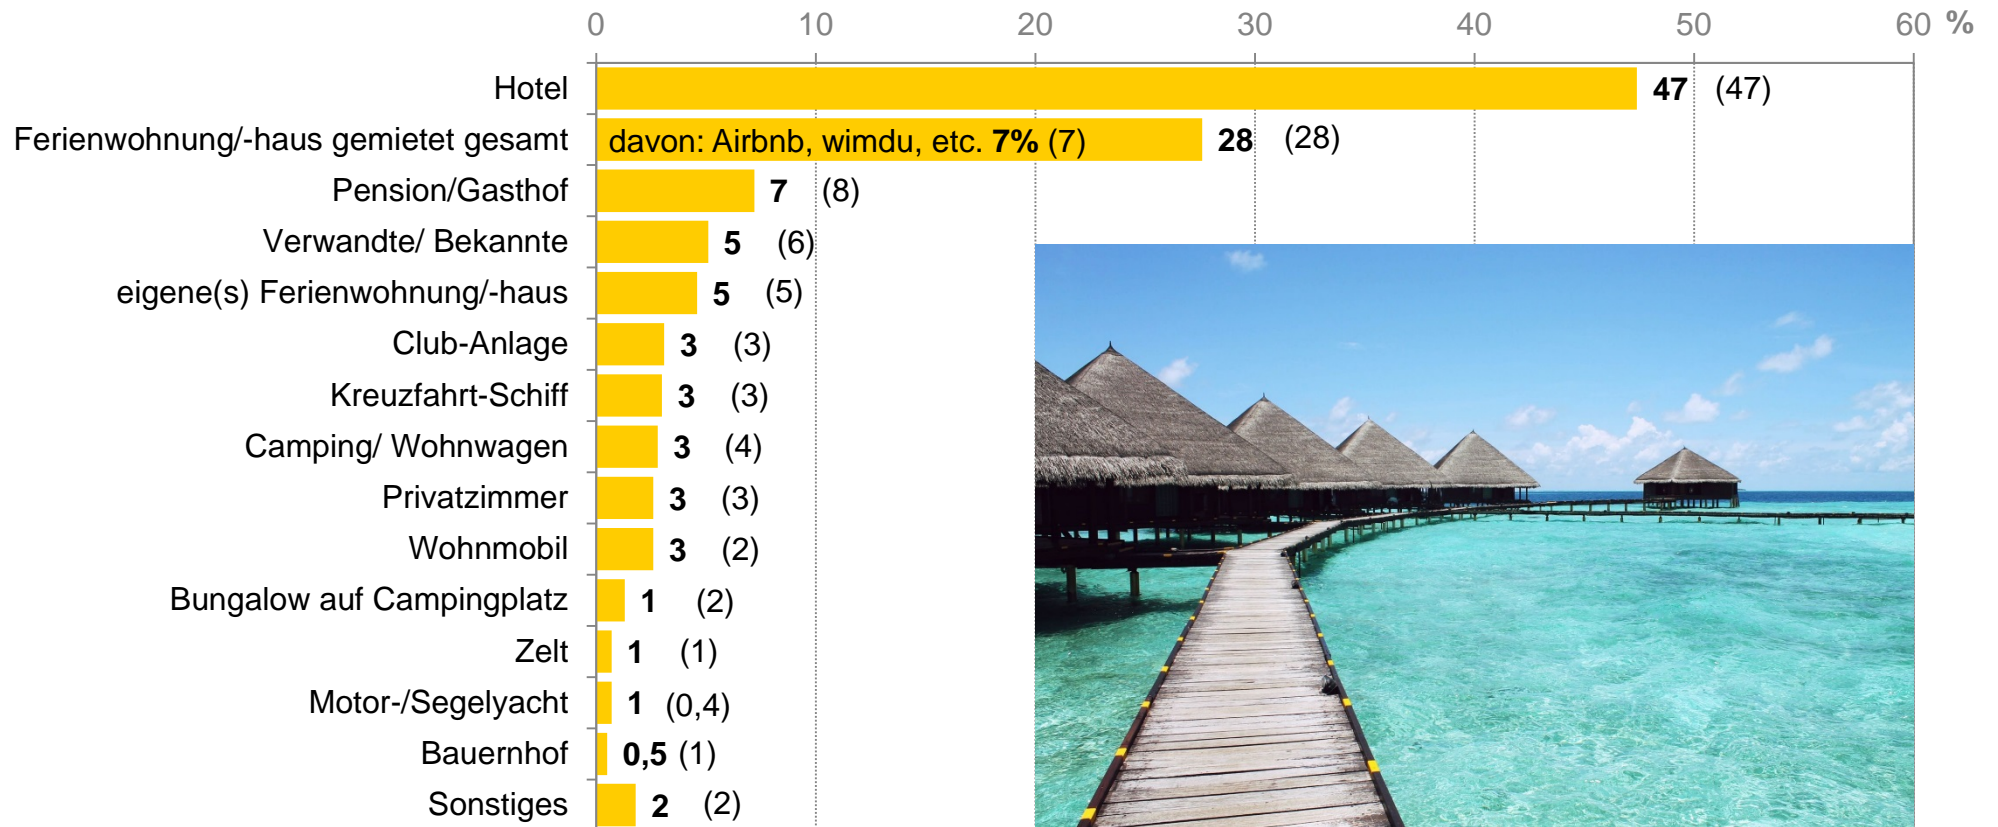 0 10 20 30 40 50 60 %
Hotel 47 (47)
Ferienwohnung/-haus gemietet gesamt davon: Airbnb, wimdu, etc. 7% (7) 28 (28)
Pension/Gasthof 7 (8)
Verwandte/ Bekannte 5 (6)
eigene(s) Ferienwohnung/-haus 5 (5)
Club-Anlage 3 (3)
Kreuzfahrt-Schiff 3 (3)
Camping/ Wohnwagen 3 (4)
Privatzimmer 3 (3)
Wohnmobil 3 (2)
Bungalow auf Campingplatz 1 (2)
Zelt 1 (1)
Motor-/Segelyacht 1 (0,4)
Bauernhof 0,5 (1)
Sonstiges 2 (2)